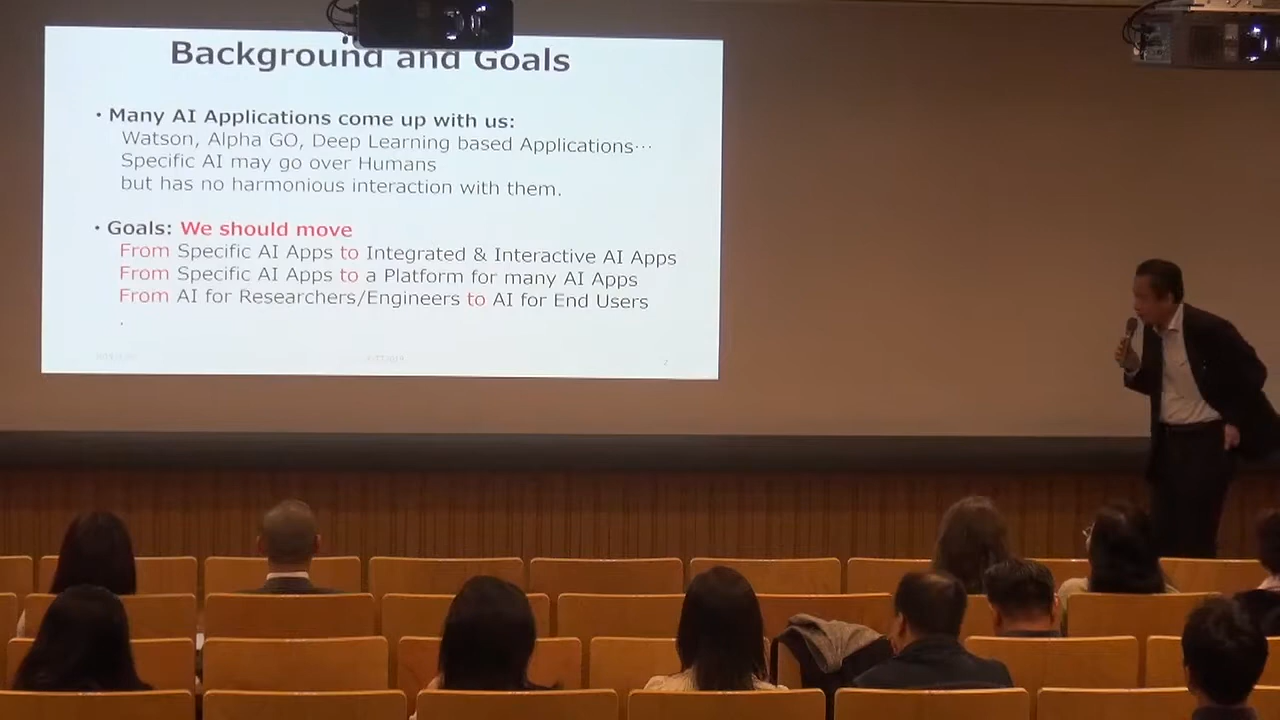 Background and Goals
・Many AI Applications come up with us:
Watson, Alpha GO, Deep Learning based Applications…
Specific AI may go over Humans
but has no harmonious interaction with them.
・Goals: We should move
From Specific AI Apps to Integrated & Interactive AI Apps
From Specific AI Apps to a Platform for many AI Apps
From AI for Researchers/Engineers to AI for End Users
.
2